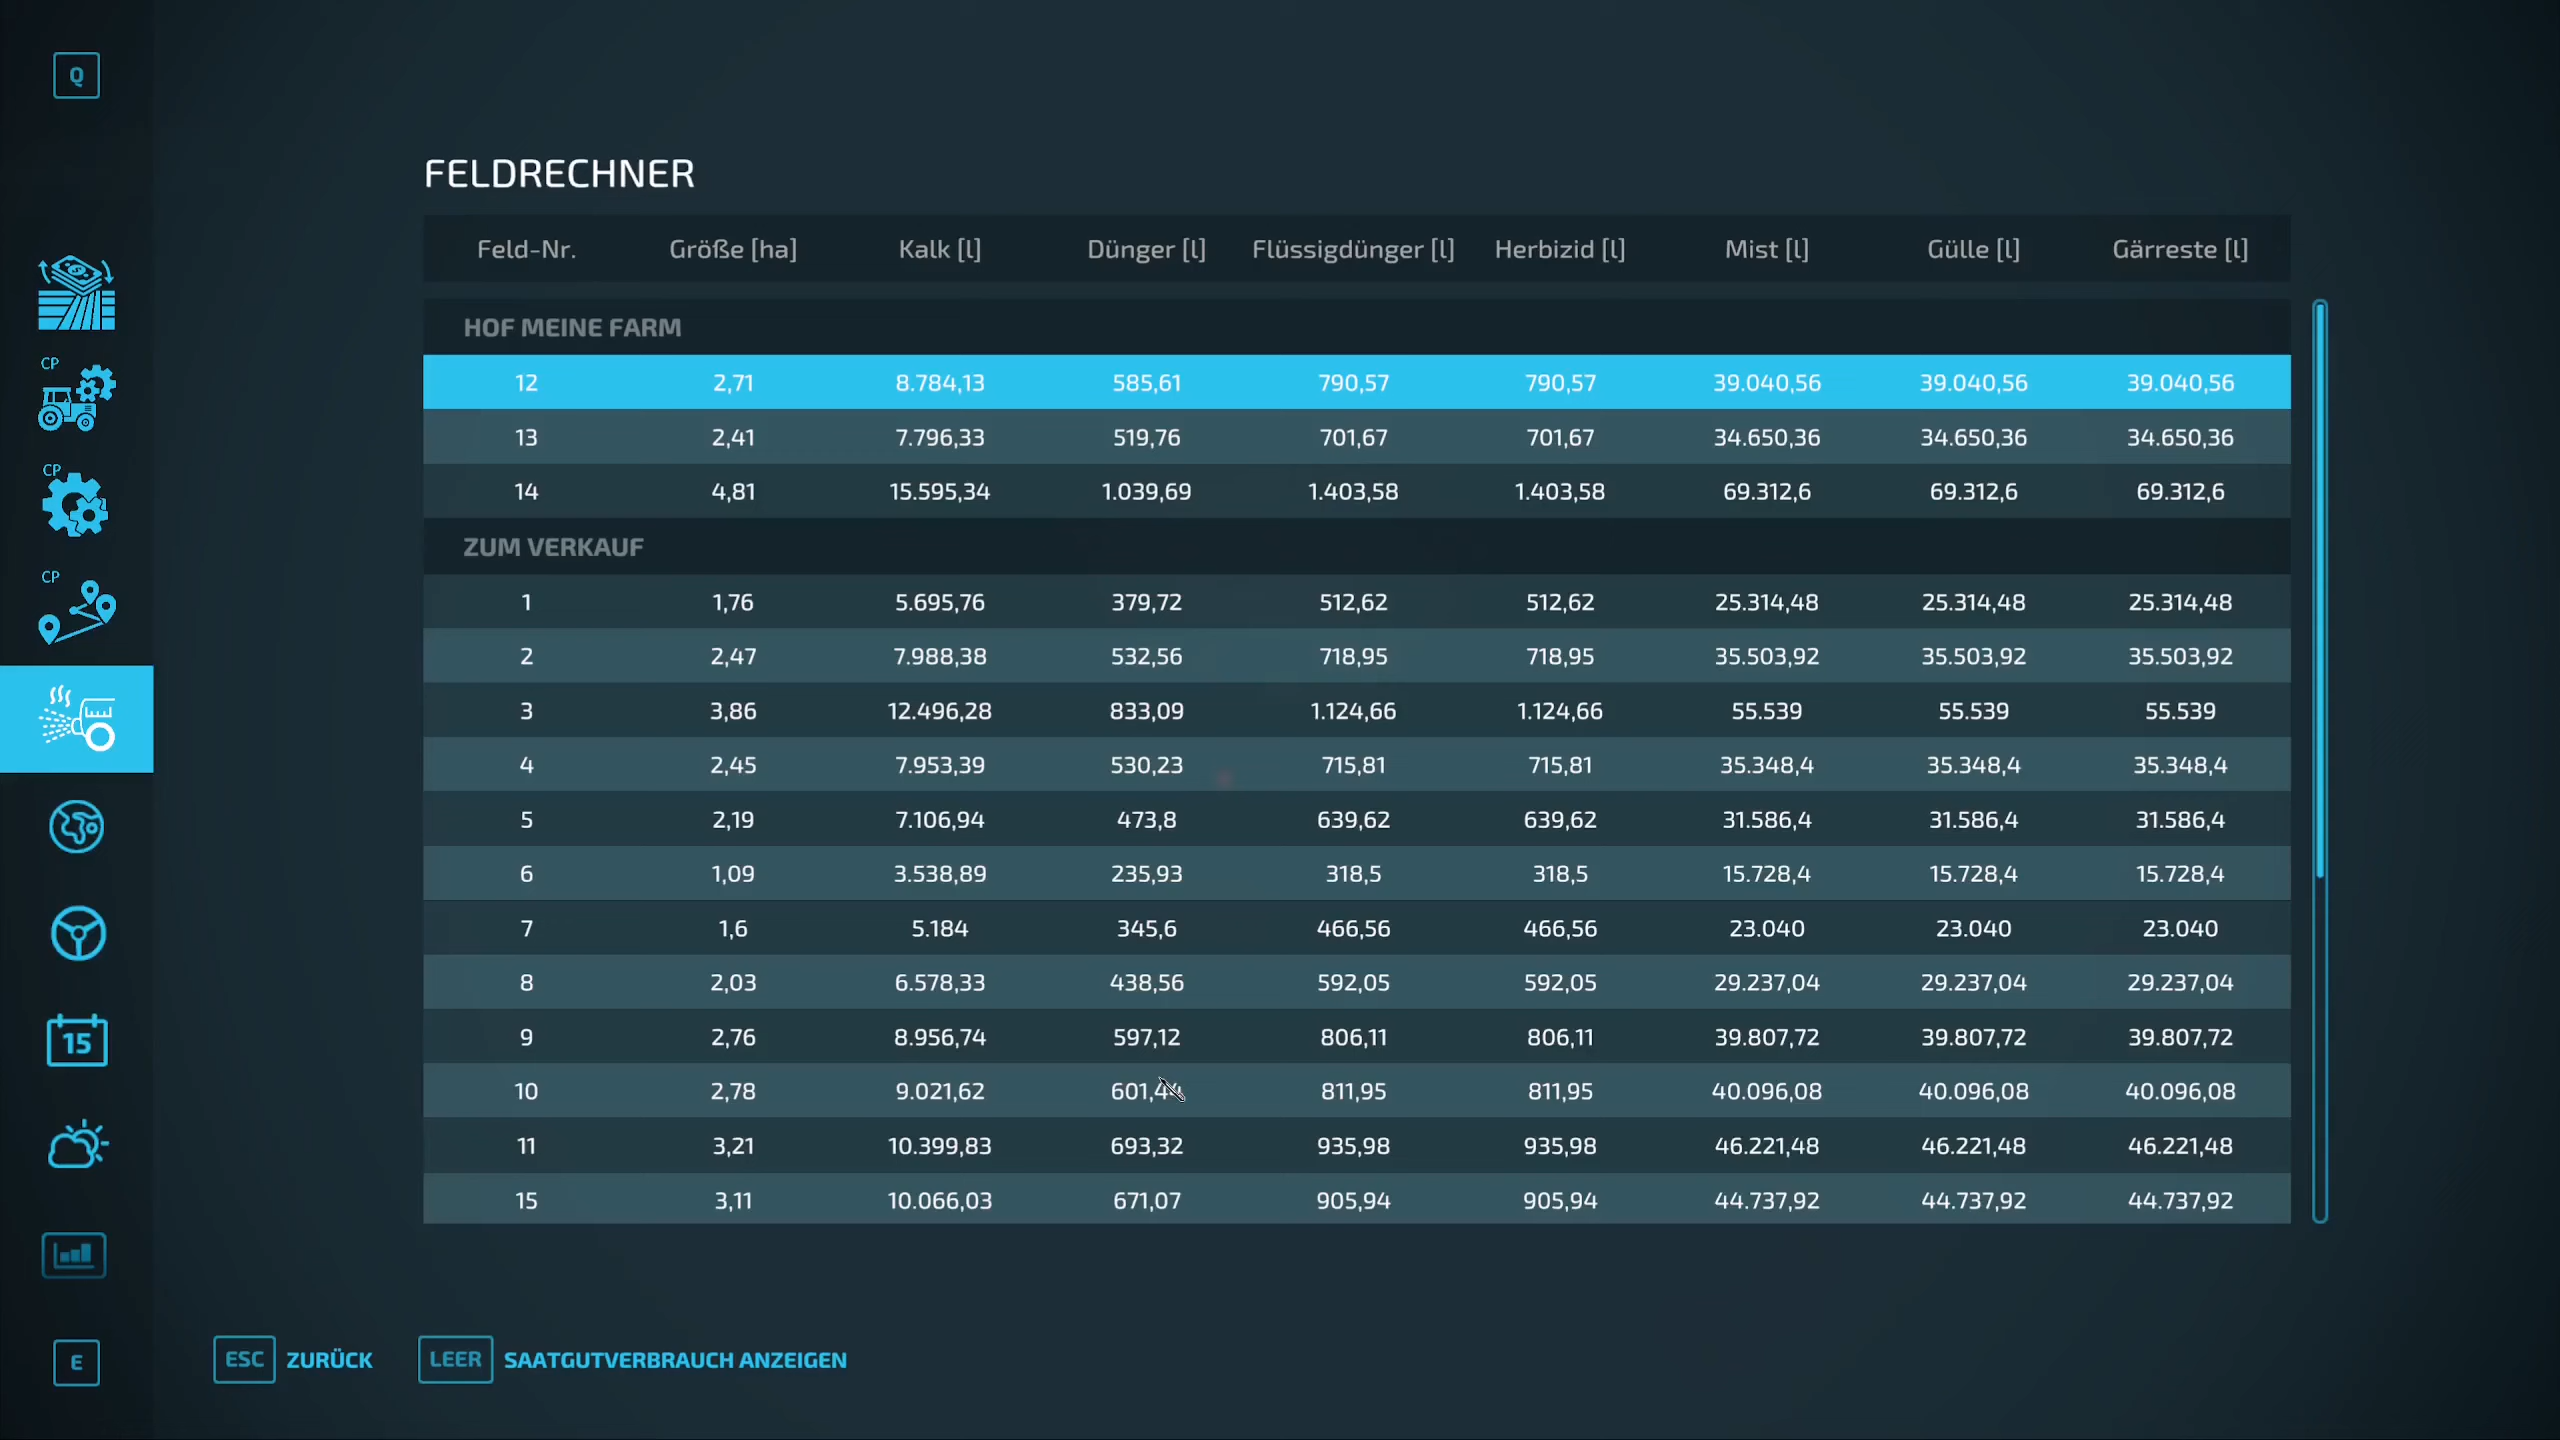 Q
FELDRECHNER
Feld-Nr. Größe [ha] Kalk [l] Dünger [l] Flüssigdünger [l] Herbizid [l] Mist [l] Gülle [l] Gärreste [l]
HOF MEINE FARM
12 2,71 8.784,13 585,61 790,57 790,57 39.040,56 39.040,56 39.040,56
CP
13 2,41 7.796,33 519,76 701,67 701,67 34.650,36 34.650,36 34.650,36
CP
14 4,81 15.595,34 1.039,69 1.403,58 1.403,58 69.312,6 69.312,6 69.312,6
ZUM VERKAUF
CP
1 1,76 5.695,76 379,72 512,62 512,62 25.314,48 25.314,48 25.314,48
2 2,47 7.988,38 532,56 718,95 718,95 35.503,92 35.503,92 35.503,92
3 3,86 12.496,28 833,09 1.124,66 1.124,66 55.539 55.539 55.539
4 2,45 7.953,39 530,23 715,81 715,81 35.348,4 35.348,4 35.348,4
5 2,19 7.106,94 473,8 639,62 639,62 31.586,4 31.586,4 31.586,4
6 1,09 3.538,89 235,93 318,5 318,5 15.728,4 15.728,4 15.728,4
7 1,6 5.184 345,6 466,56 466,56 23.040 23.040 23.040
8 2,03 6.578,33 438,56 592,05 592,05 29.237,04 29.237,04 29.237,04
9 2,76 8.956,74 597,12 806,11 806,11 39.807,72 39.807,72 39.807,72
15
10 2,78 9.021,62 811,95 811,95 40.096,08 40.096,08 40.096,08
11 3,21 10.399,83 693,32 935,98 935,98 46.221,48 46.221,48 46.221,48
15 3,11 10.066,03 671,07 905,94 905,94 44.737,92 44.737,92 44.737,92
E
ESC ZURÜCK LEER SAATGUTVERBRAUCH ANZEIGEN